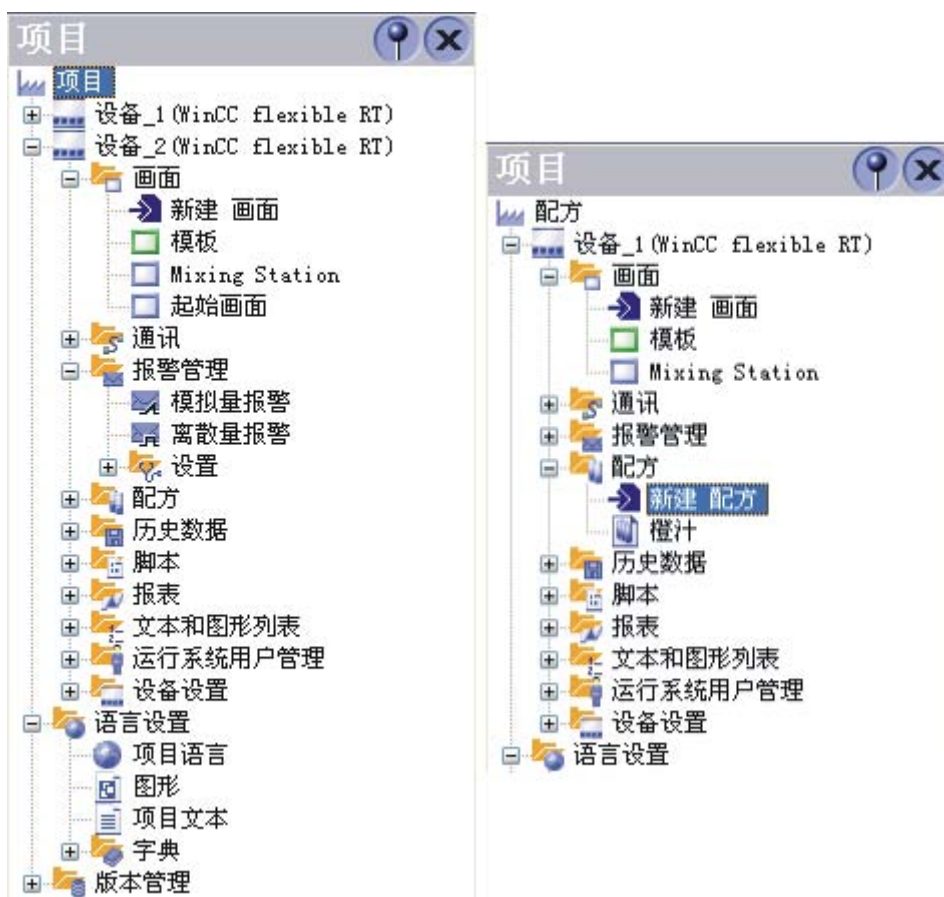 项目
项目
设备_1(WinCC flexible RT)
设备_2(WinCC flexible RT)
画面
新建 画面
模板
Mixing Station
起始画面
通讯
报警管理
模拟量报警
离散量报警
设置
配方
历史数据
脚本
报表
文本和图形列表
运行系统用户管理
设备设置
语言设置
项目语言
图形
项目文本
字典
版本管理
项目
配方
设备_1(WinCC flexible RT)
画面
新建 画面
模板
Mixing Station
通讯
报警管理
配方
新建 配方
橙汁
历史数据
脚本
报表
文本和图形列表
运行系统用户管理
设备设置
语言设置